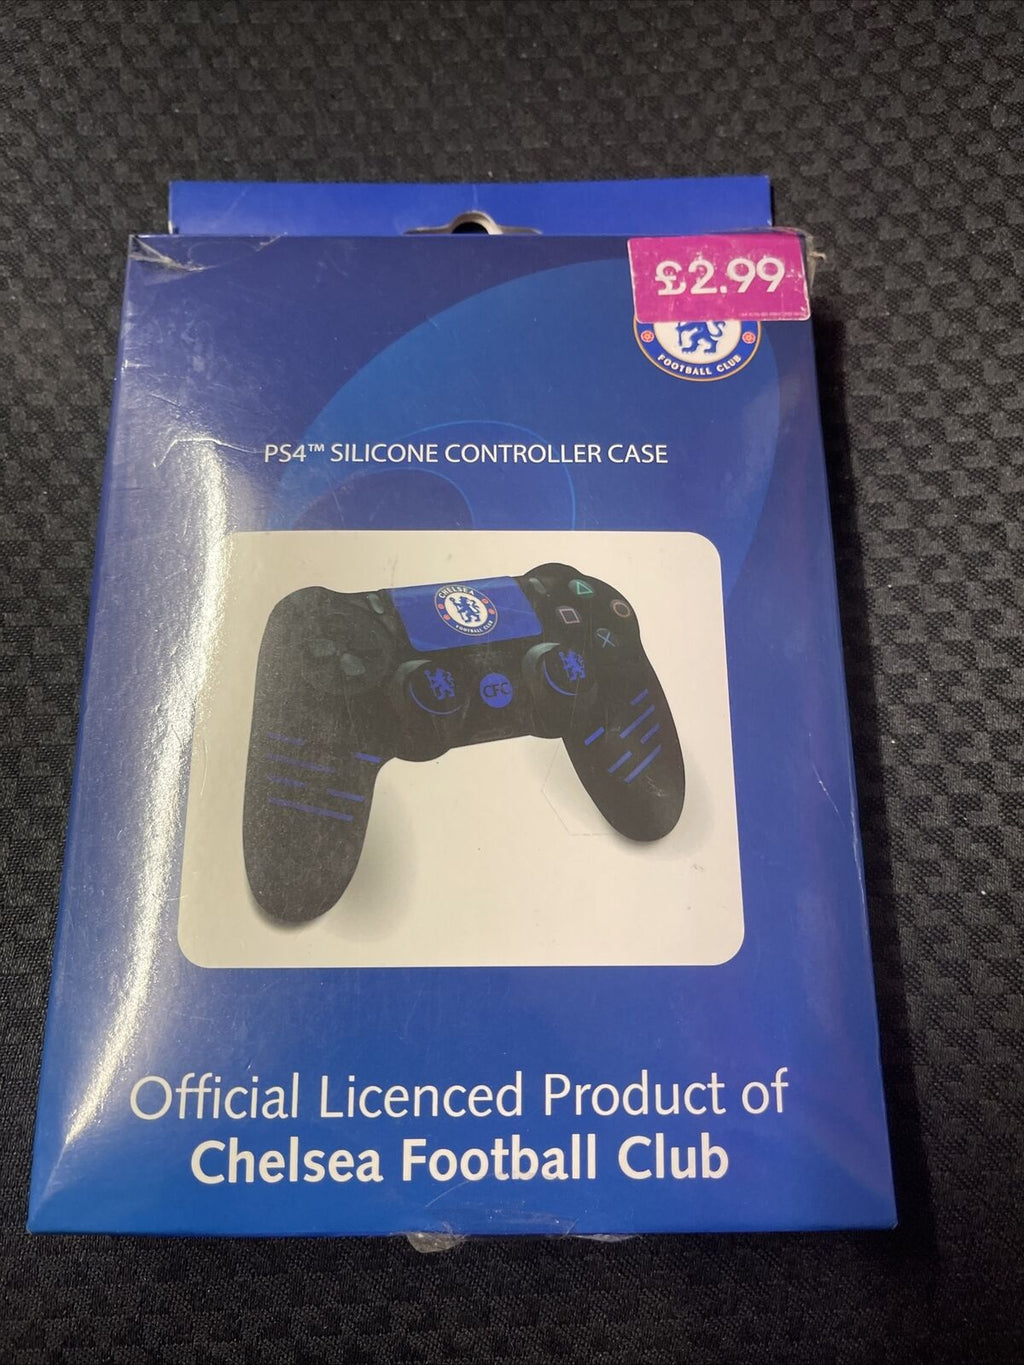 £2.99
FOOTBALL CLUB
PS4™ SILICONE CONTROLLER CASE
CHELSEA
FOOTBALL CLUB
CFC
Official Licenced Product of
Chelsea Football Club